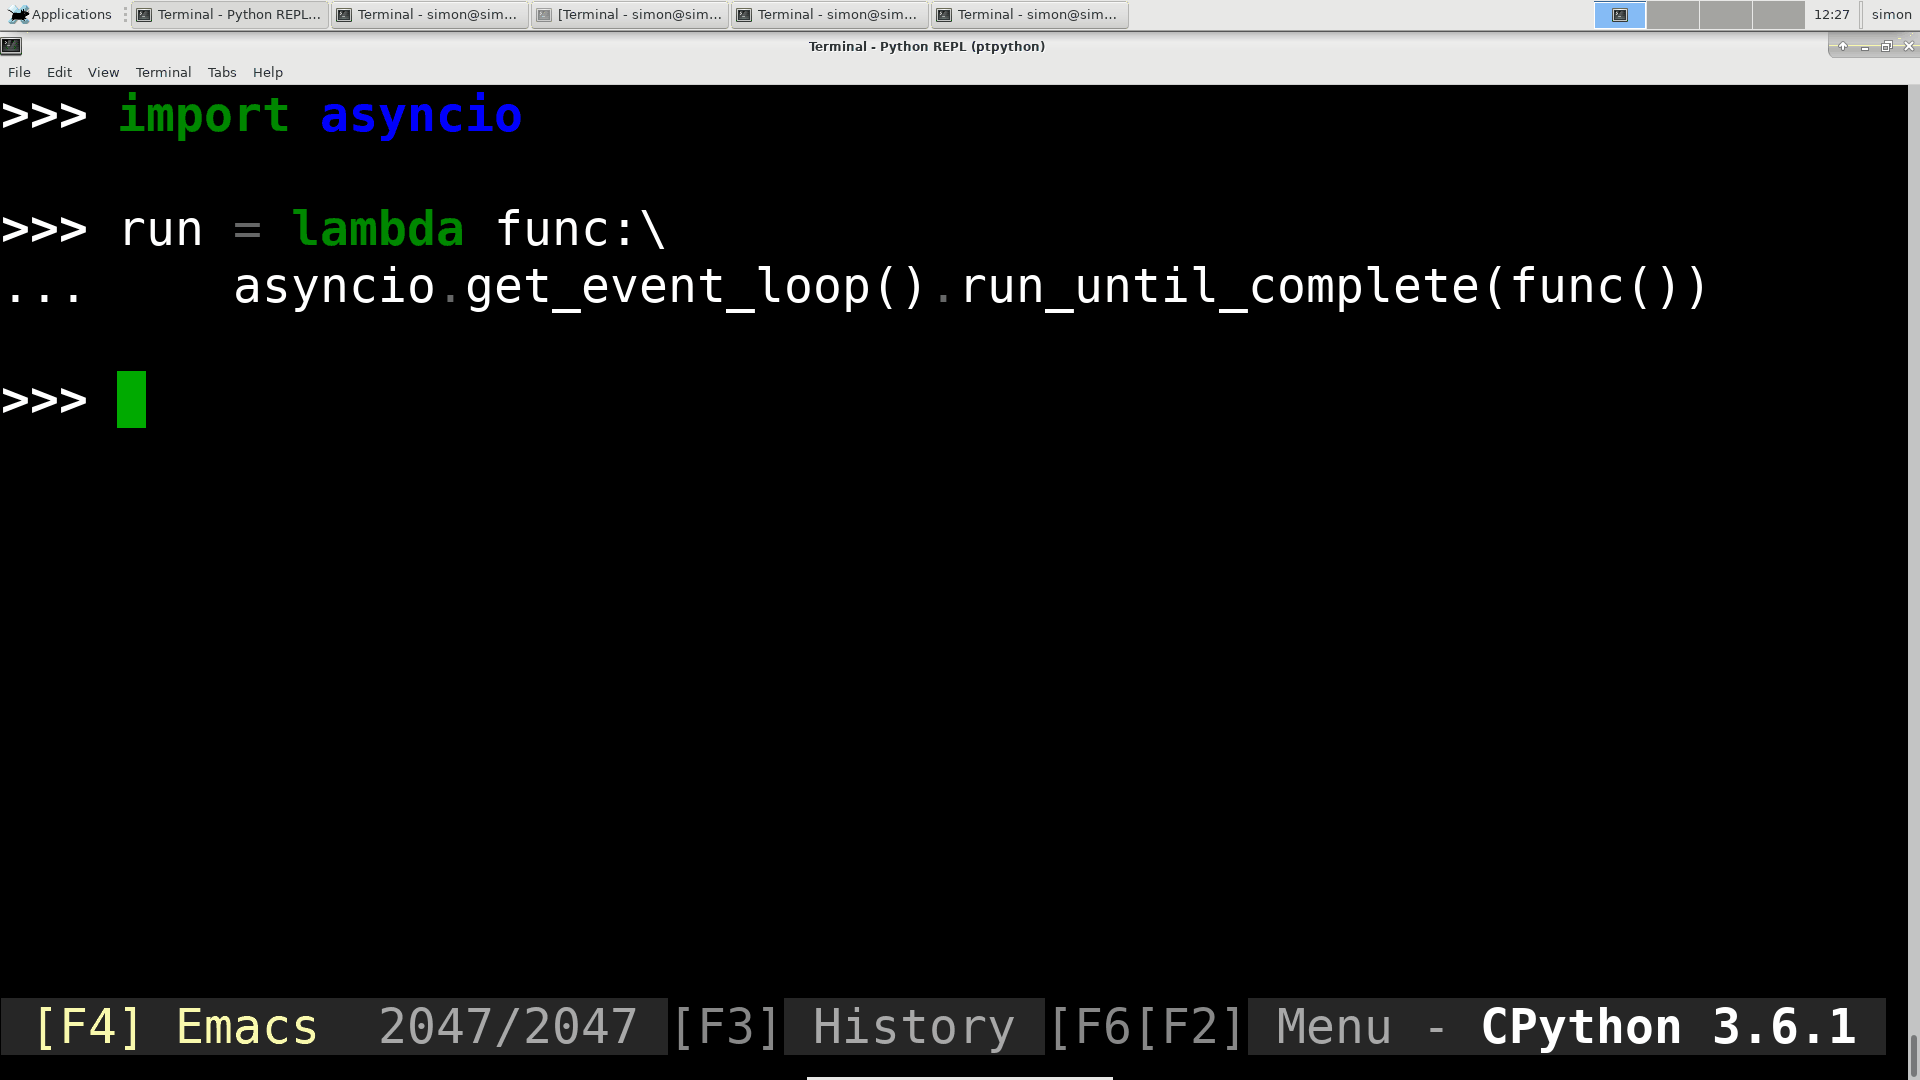 Applications Terminal - Python REPL... Terminal - simon@sim... [Terminal - simon@sim... Terminal - simon@sim... Terminal - simon@sim... 12:27 simon
Terminal - Python REPL (ptpython)
File Edit View Terminal Tabs Help
>>> import asyncio
>>> run = lambda func:\
...     asyncio.get_event_loop().run_until_complete(func())
>>>
[F4] Emacs 2047/2047 [F3] History [F6[F2] Menu - CPython 3.6.1